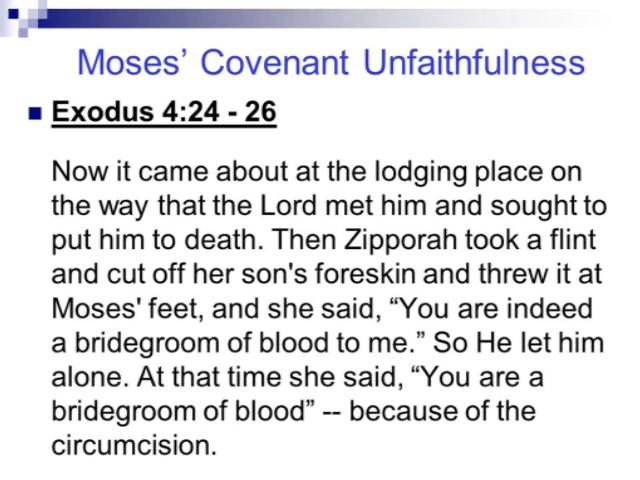 Moses’ Covenant Unfaithfulness
Exodus 4:24 - 26
Now it came about at the lodging place on
the way that the Lord met him and sought to
put him to death. Then Zipporah took a flint
and cut off her son's foreskin and threw it at
Moses' feet, and she said, “You are indeed
a bridegroom of blood to me.” So He let him
alone. At that time she said, “You are a
bridegroom of blood” -- because of the
circumcision.